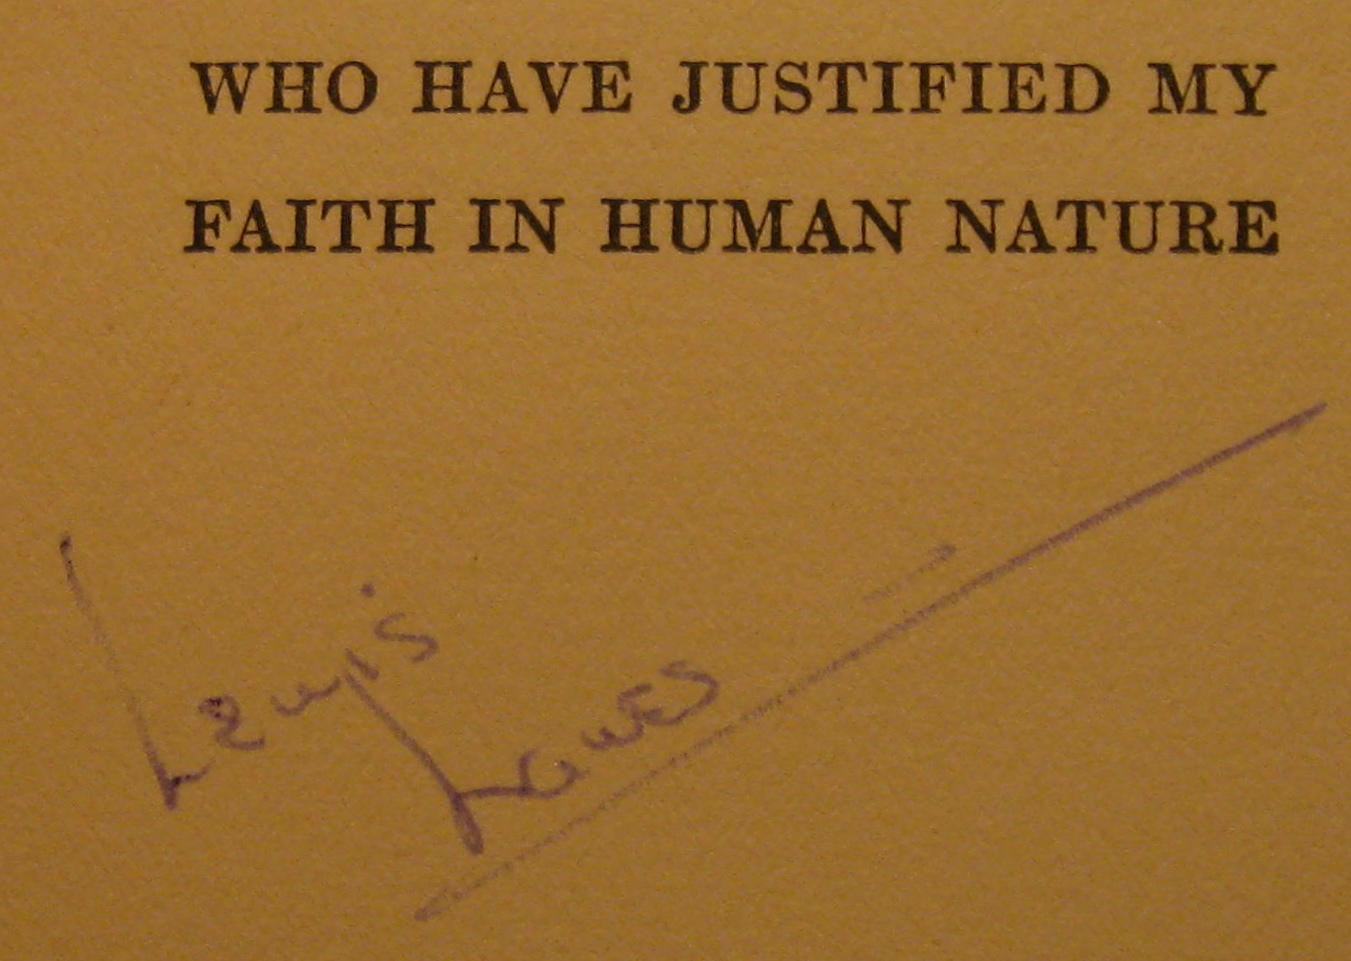 WHO HAVE JUSTIFIED MY
FAITH IN HUMAN NATURE
Lewis
Lawes